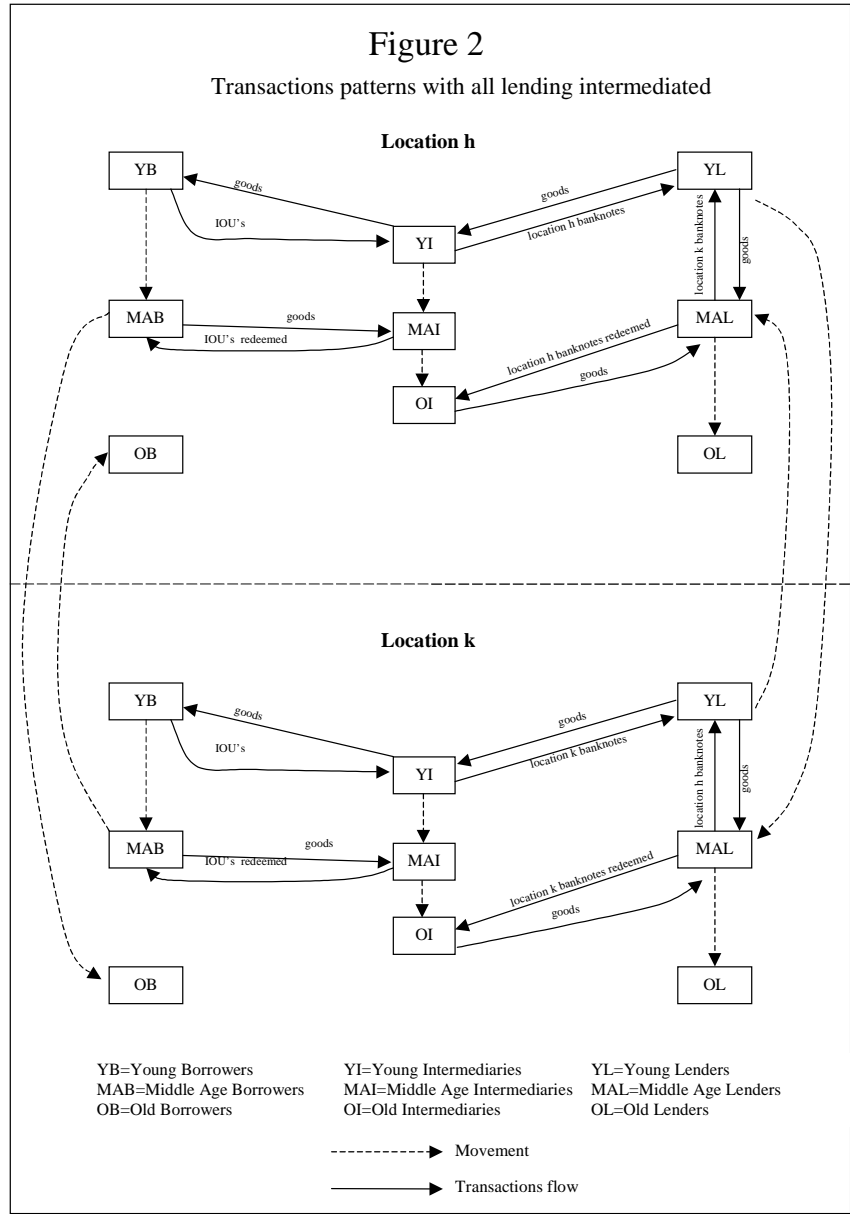 Figure 2
Transactions patterns with all lending intermediated
Location h
YB
YL
goods
goods
IOU's
location h banknotes
YI
location k banknotes
goods
MAB
goods
MAI
MAL
IOU's redeemed
location h banknotes redeemed
goods
OI
OB
OL
Location k
YB
YL
goods
goods
IOU's
location k banknotes
YI
location h banknotes
goods
MAB
goods
MAI
MAL
IOU's redeemed
location k banknotes redeemed
goods
OI
OB
OL
YB=Young Borrowers YI=Young Intermediaries YL=Young Lenders
MAB=Middle Age Borrowers MAI=Middle Age Intermediaries MAL=Middle Age Lenders
OB=Old Borrowers OI=Old Intermediaries OL=Old Lenders
Movement
Transactions flow